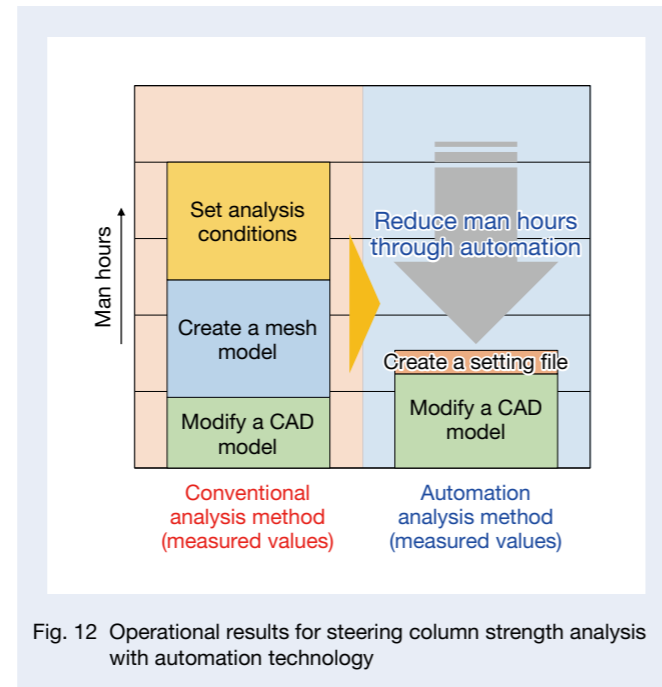 Man hours
Set analysis
conditions
Create a mesh
model
Modify a CAD
model
Reduce man hours
through automation
Create a setting file
Modify a CAD
model
Conventional
analysis method
(measured values)
Automation
analysis method
(measured values)
Fig. 12 Operational results for steering column strength analysis
with automation technology